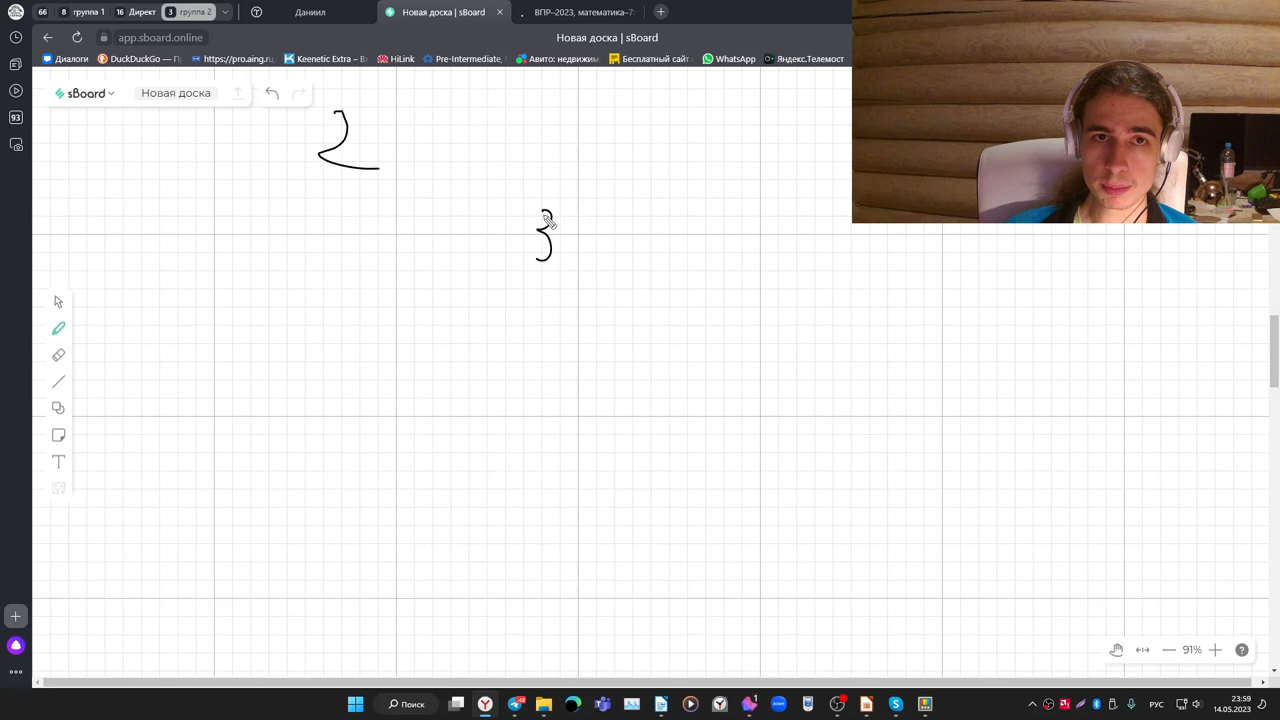 66
8 группа 1
16 Директ
3 группа 2
Даниил
Новая доска | sBoard
ВПР–2023, математика–7:
app.sboard.online
Новая доска | sBoard
Диалоги
DuckDuckGo — П
https://pro.aing.ru
Keenetic Extra – В
HiLink
Pre-Intermediate,
Авито: недвижим
Бесплатный сайт
WhatsApp
Яндекс.Телемост
93
sBoard
Новая доска
2
3
T
91%
Поиск
1
РУС
23:59
14.05.2023